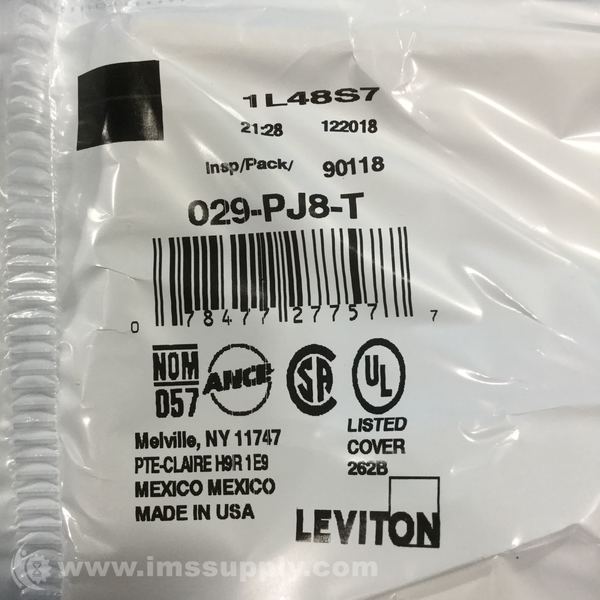 1L48S7
21:28 122018
Insp/Pack/ 90118
029-PJ8-T
0 78477 27757 7
NOM
057
ANCE
SA
UL
LISTED
COVER
262B
Melville, NY 11747
PTE-CLAIRE H9R 1E9
MEXICO MEXICO
MADE IN USA
LEVITON
www.imssupply.com